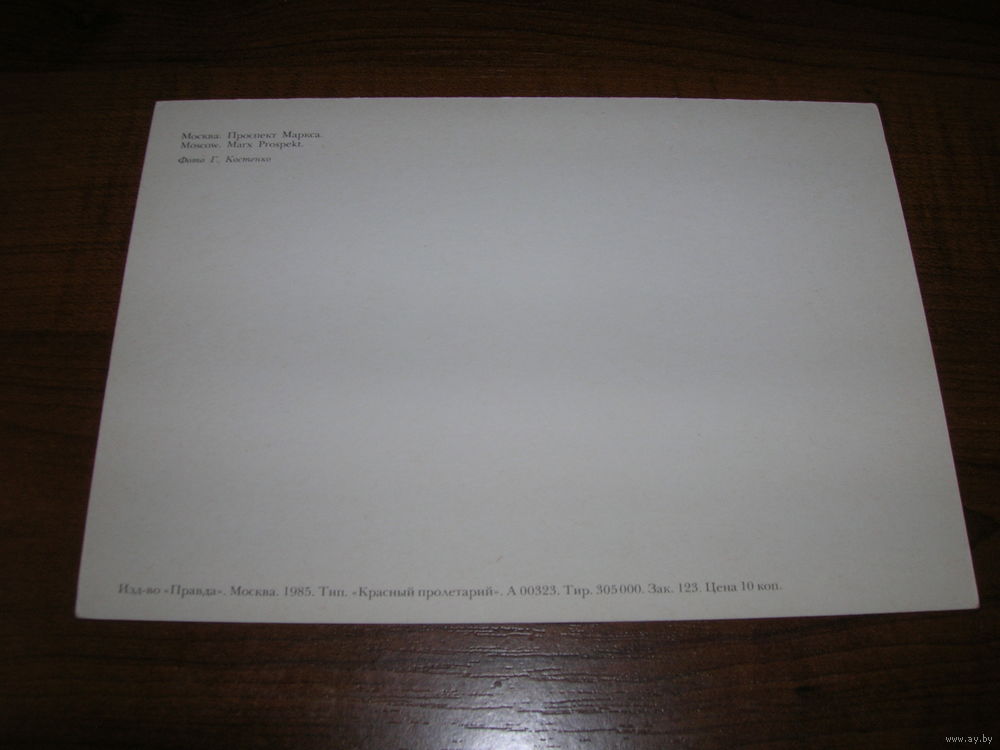 Москва. Проспект Маркса.
Moscow. Marx Prospekt.
Фото Г. Костенко
Изд-во «Правда». Москва. 1985. Тип. «Красный пролетарий». А 00323. Тир. 305 000. Зак. 123. Цена 10 коп.
www.ay.by